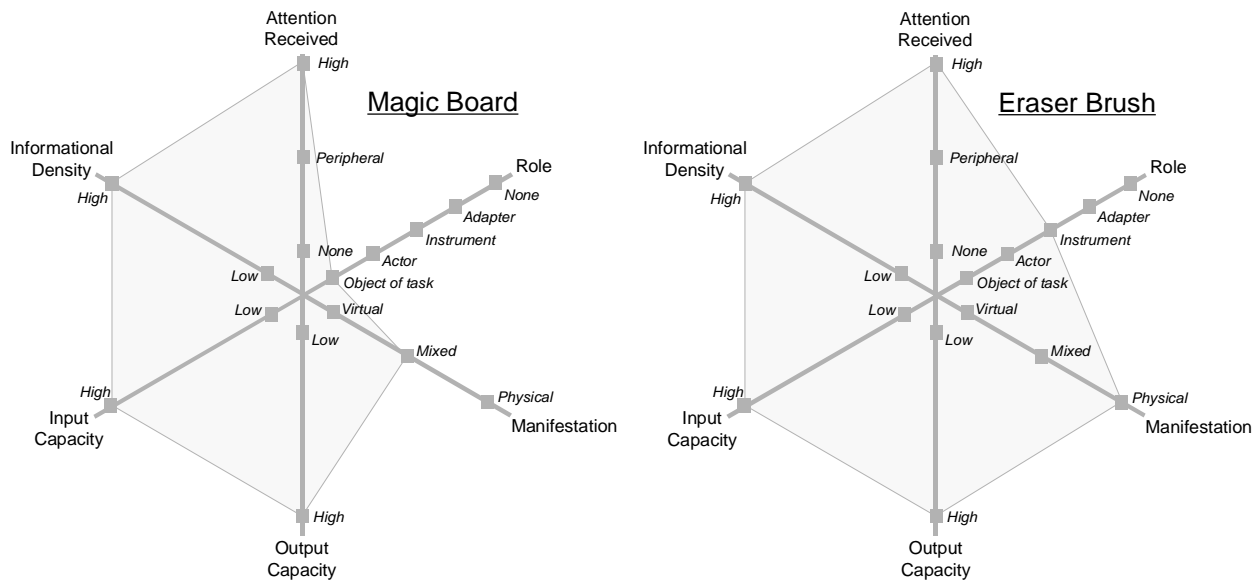 Attention
Received
High
Magic Board
Peripheral
Informational
Density
High
Role
None
Adapter
Instrument
Actor
None
Object of task
Low
Low
Virtual
Low
Mixed
High
Input
Capacity
Physical
Manifestation
High
Output
Capacity
Attention
Received
High
Eraser Brush
Peripheral
Informational
Density
High
Role
None
Adapter
Instrument
Actor
None
Object of task
Low
Low
Virtual
Low
Mixed
High
Input
Capacity
Physical
Manifestation
High
Output
Capacity